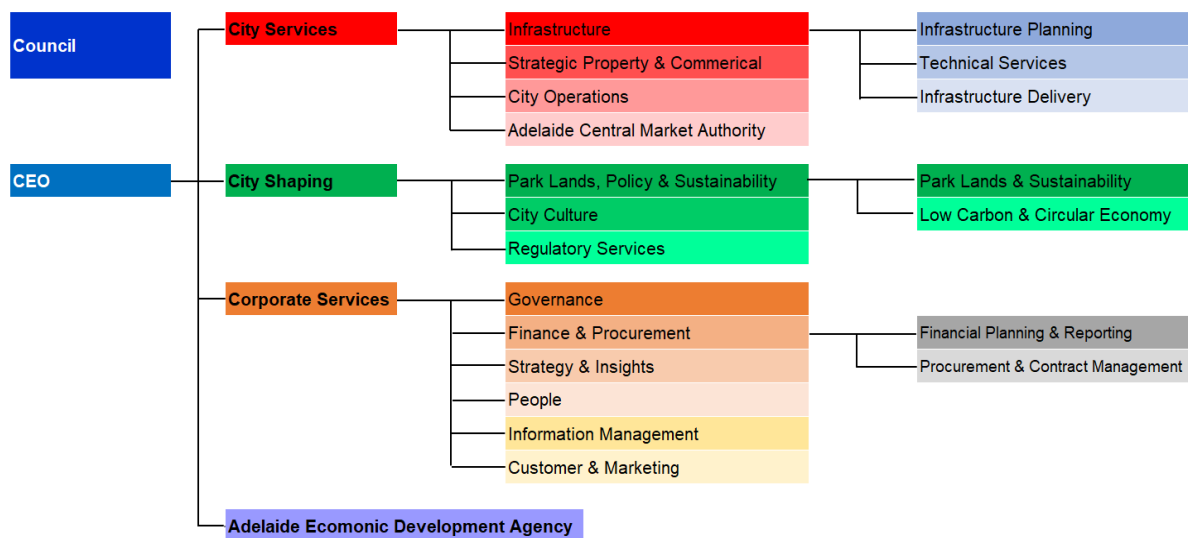 Council
City Services
Infrastructure
Infrastructure Planning
Strategic Property & Commerical
Technical Services
City Operations
Infrastructure Delivery
Adelaide Central Market Authority
CEO
City Shaping
Park Lands, Policy & Sustainability
Park Lands & Sustainability
City Culture
Low Carbon & Circular Economy
Regulatory Services
Corporate Services
Governance
Finance & Procurement
Financial Planning & Reporting
Strategy & Insights
Procurement & Contract Management
People
Information Management
Customer & Marketing
Adelaide Ecomonic Development Agency